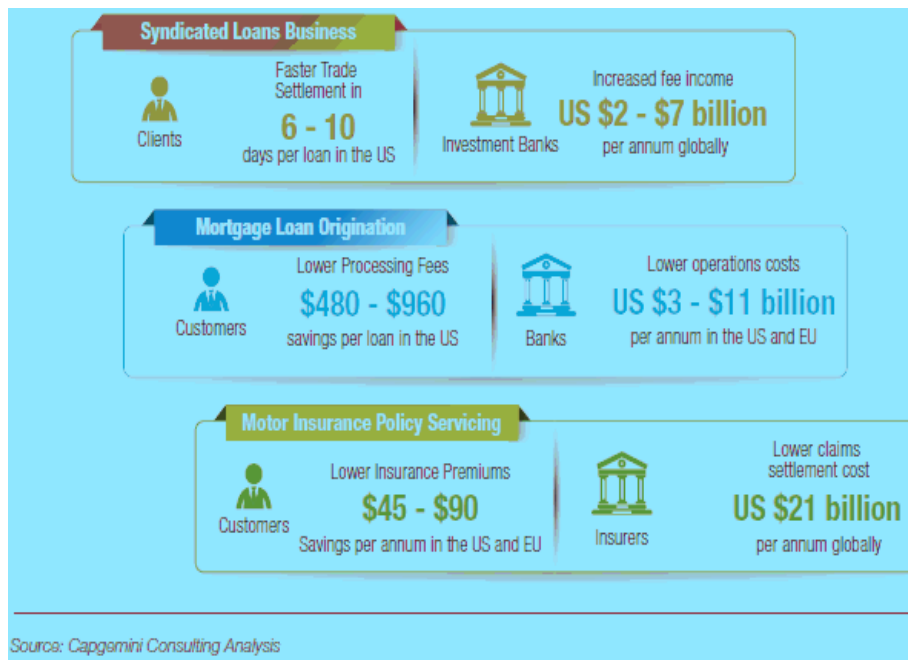 Syndicated Loans Business
Clients
Faster Trade
Settlement in
6 - 10
days per loan in the US
Investment Banks
Increased fee income
US $2 - $7 billion
per annum globally
Mortgage Loan Origination
Customers
Lower Processing Fees
$480 - $960
savings per loan in the US
Banks
Lower operations costs
US $3 - $11 billion
per annum in the US and EU
Motor Insurance Policy Servicing
Customers
Lower Insurance Premiums
$45 - $90
Savings per annum in the US and EU
Insurers
Lower claims
settlement cost
US $21 billion
per annum globally
Source: Capgemini Consulting Analysis